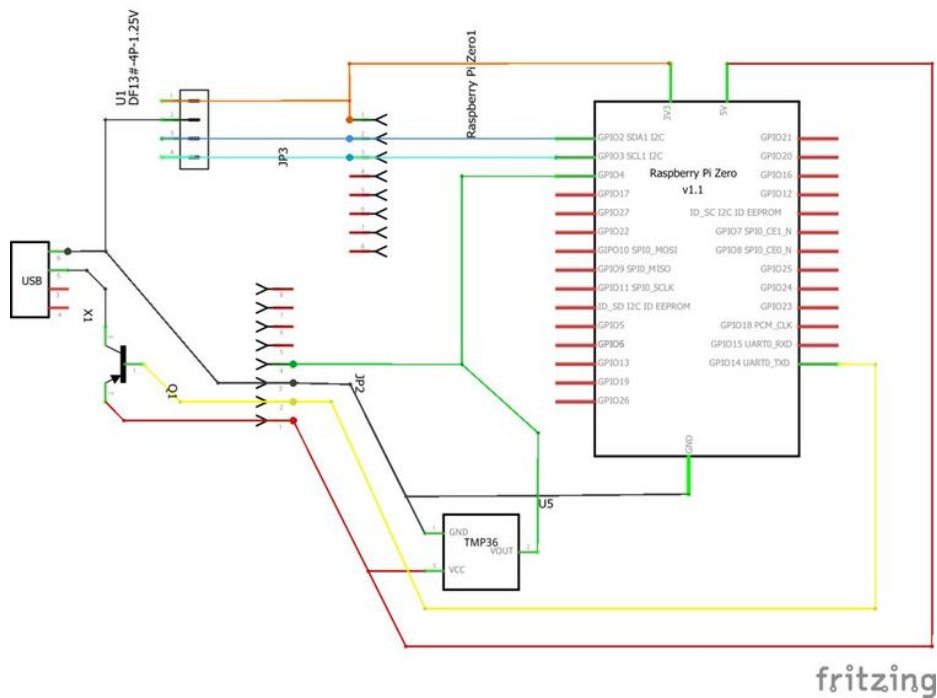 U1
DF13#-4P-1.25V
JP3
Raspberry Pi Zero1
3V3
5V
GPIO2 SDA1 I2C
GPIO3 SCL1 I2C
GPIO4
GPIO17
GPIO27
GPIO22
GIPO10 SPI0_MOSI
GPIO9 SPI0_MISO
GPIO11 SPI0_SCLK
ID_SD I2C ID EEPROM
GPIO5
GPIO6
GPIO13
GPIO19
GPIO26
Raspberry Pi Zero
v1.1
GPIO21
GPIO20
GPIO16
GPIO12
ID_SC I2C ID EEPROM
GPIO7 SPI0_CE1_N
GPIO8 SPI0_CE0_N
GPIO25
GPIO24
GPIO23
GPIO18 PCM_CLK
GPIO15 UART0_RXD
GPIO14 UART0_TXD
GND
USB
X1
Q1
JP2
U5
GND
TMP36
VOUT
VCC
fritzing